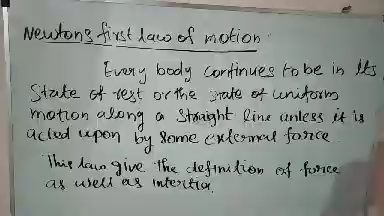 Newtons first law of motion.
Every body continues to be in Its
State of rest or the state of uniform
motion along a straight line unless it is
acted upon by some external force.
This law give the definition of force
as well as intertia.